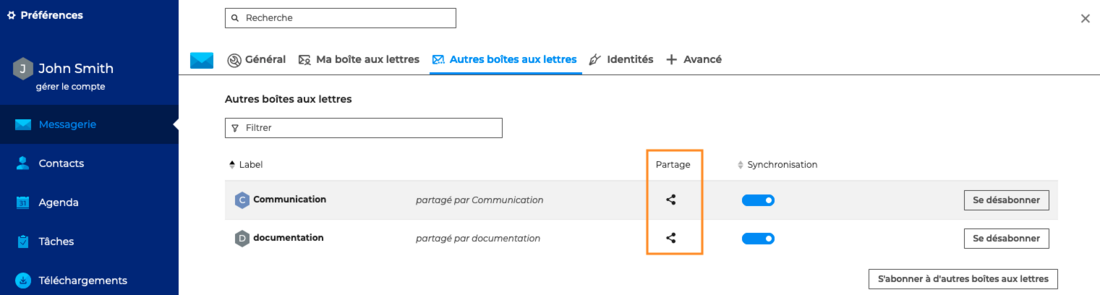 Préférences
Recherche
J
John Smith
gérer le compte
Général Ma boîte aux lettres Autres boîtes aux lettres Identités Avancé
Autres boîtes aux lettres
Filtrer
Messagerie
Contacts
31 Agenda
Tâches
Téléchargements
Label Partage Synchronisation
C Communication partagé par Communication Se désabonner
D documentation partagé par documentation Se désabonner
S'abonner à d'autres boîtes aux lettres